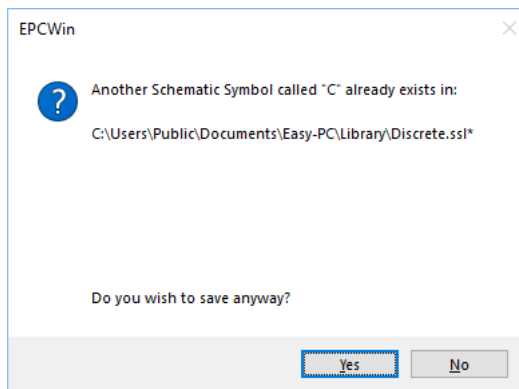 EPCWin
Another Schematic Symbol called "C" already exists in:
C:\Users\Public\Documents\Easy-PC\Library\Discrete.ssl*
Do you wish to save anyway?
Yes
No